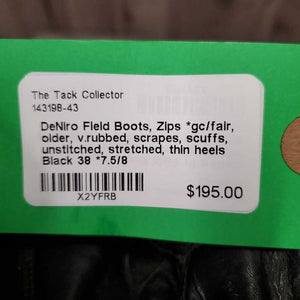 The Tack Collector
143198-43
DeNiro Field Boots, Zips *gc/fair,
older, v.rubbed, scrapes, scuffs,
unstitched, stretched, thin heels
Black 38 *7.5/8
X2YFRB
$195.00